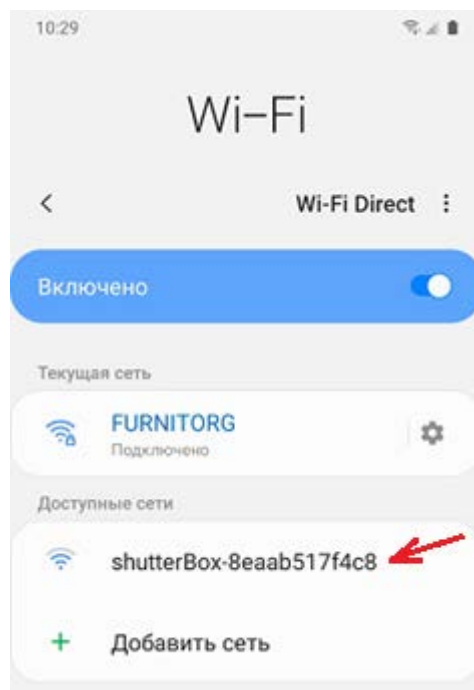 10:29
Wi-Fi
Wi-Fi Direct
Включено
Текущая сеть
FURNITORG
Подключено
Доступные сети
shutterBox-8eaab517f4c8
Добавить сеть